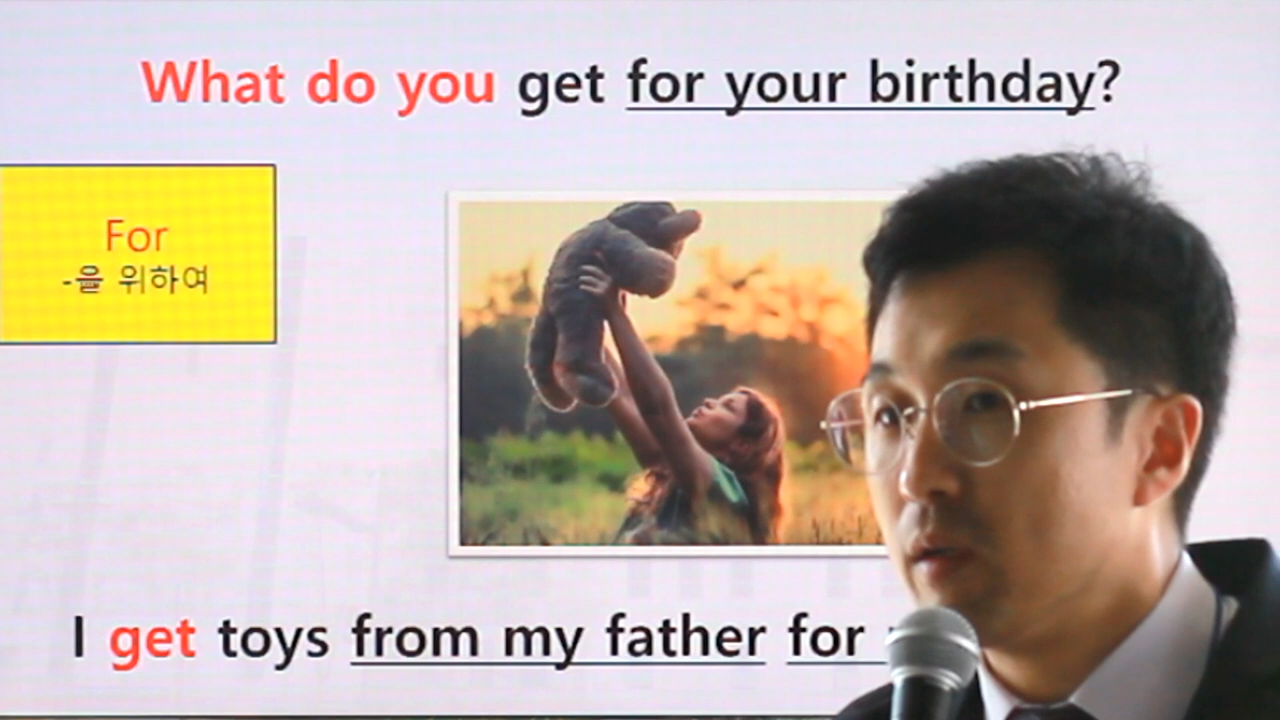 What do you get for your birthday?
For
-을 위하여
I get toys from my father for